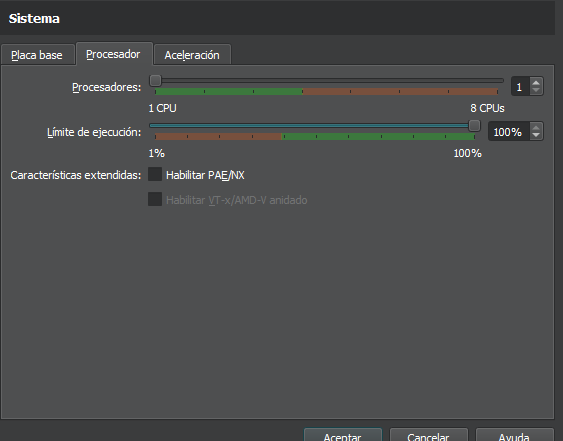 Sistema
Placa base Procesador Aceleración
Procesadores: 1
1 CPU 8 CPUs
Límite de ejecución: 100%
1% 100%
Características extendidas: Habilitar PAE/NX
Habilitar VT-x/AMD-V anidado
Aceptar Cancelar Ayuda